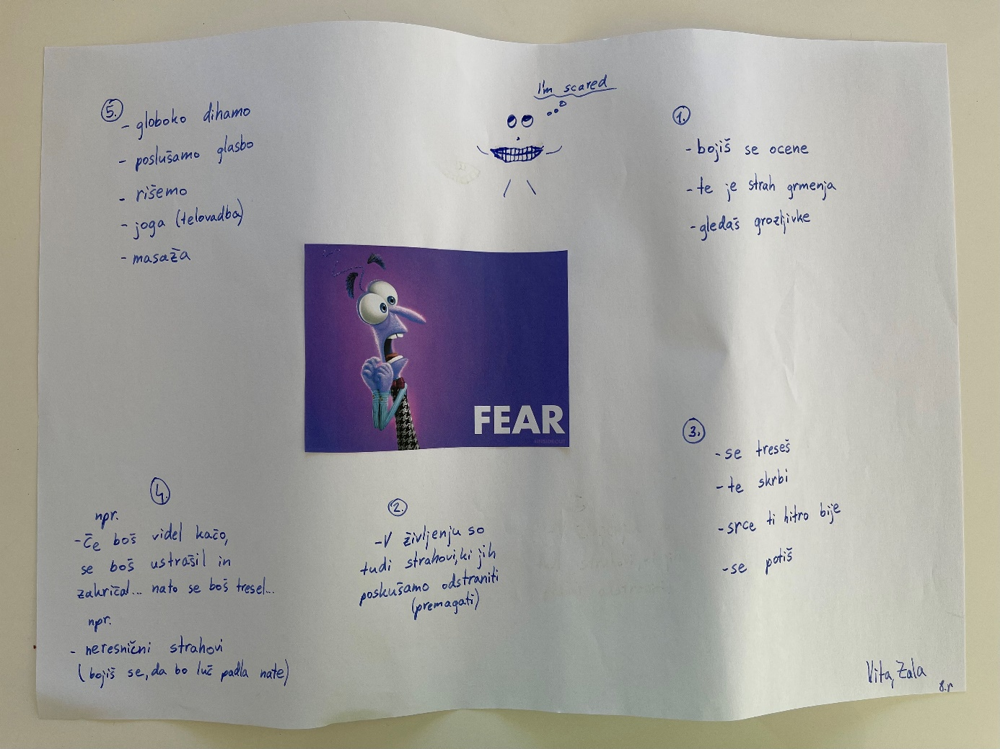 I'm scared
5.
- globoko dihamo
- poslušamo glasbo
- rišemo
- joga (telovadba)
- masaža
1.
- bojiš se ocene
- te je strah grmenja
- gledaš grozljivke
FEAR
#INSIDEOUT
3.
- se treseš
- te skrbi
- srce ti hitro bije
- se potiš
4.
npr.
- Če boš videl kačo,
se boš ustrašil in
zakričal... nato se boš tresel...
npr.
- neresnični strahovi
(bojiš se, da bo luč padla nate)
2.
- V življenju so
tudi strahovi, ki jih
poskušamo odstraniti
(premagati)
Vita, Zala
8.r